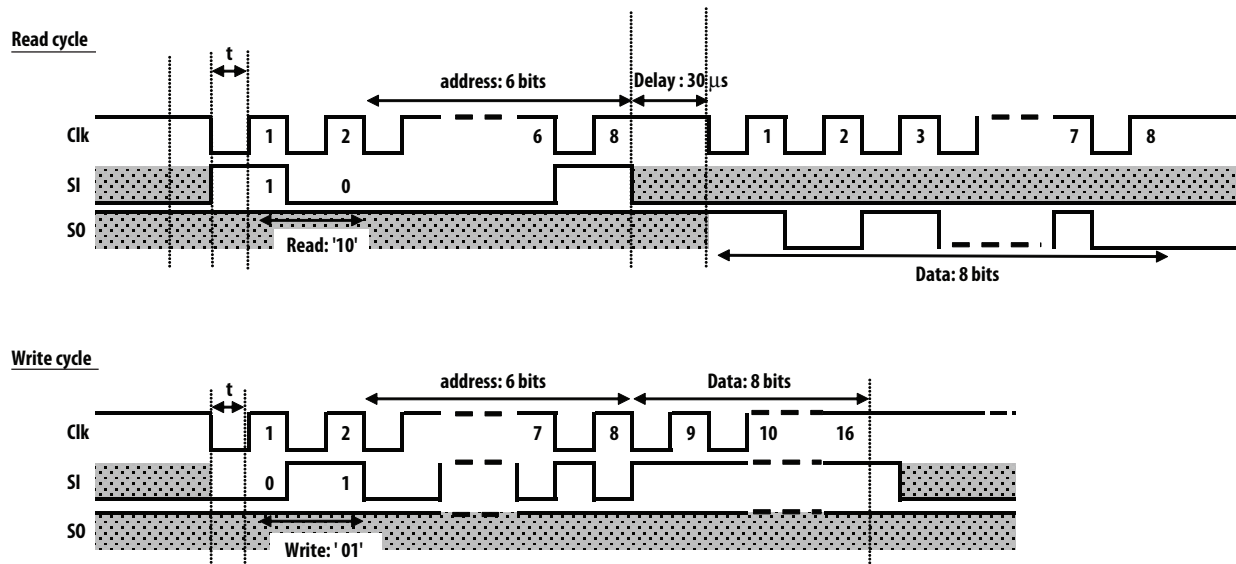 Read cycle
t
address: 6 bits
Delay : 30 μs
Clk 1 2 6 8 1 2 3 7 8
SI 1 0
SO
Read: '10'
Data: 8 bits
Write cycle
t
address: 6 bits
Data: 8 bits
Clk 1 2 7 8 9 10 16
SI 0 1
SO
Write: ' 01'